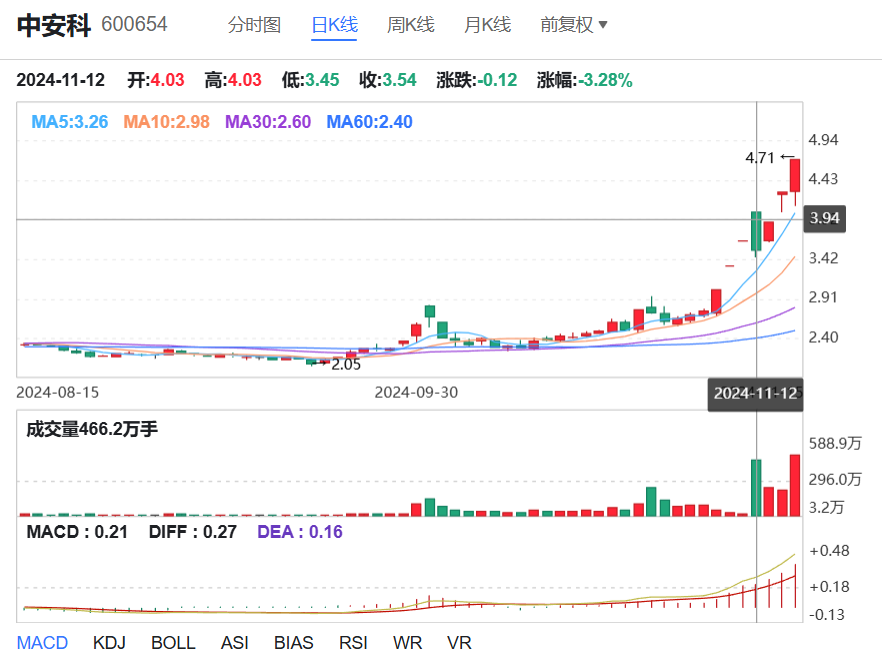 中安科 600654 分时图 日K线 周K线 月K线 前复权▼
2024-11-12 开:4.03 高:4.03 低:3.45 收:3.54 涨跌:-0.12 涨幅:-3.28%
MA5:3.26 MA10:2.98 MA30:2.60 MA60:2.40
4.94
4.71 ←
4.43
3.94
3.42
2.91
2.40
→ 2.05
2024-08-15 2024-09-30 2024-11-12
成交量466.2万手
588.9万
296.0万
3.2万
MACD : 0.21 DIFF : 0.27 DEA : 0.16
+0.48
+0.18
-0.13
MACD KDJ BOLL ASI BIAS RSI WR VR